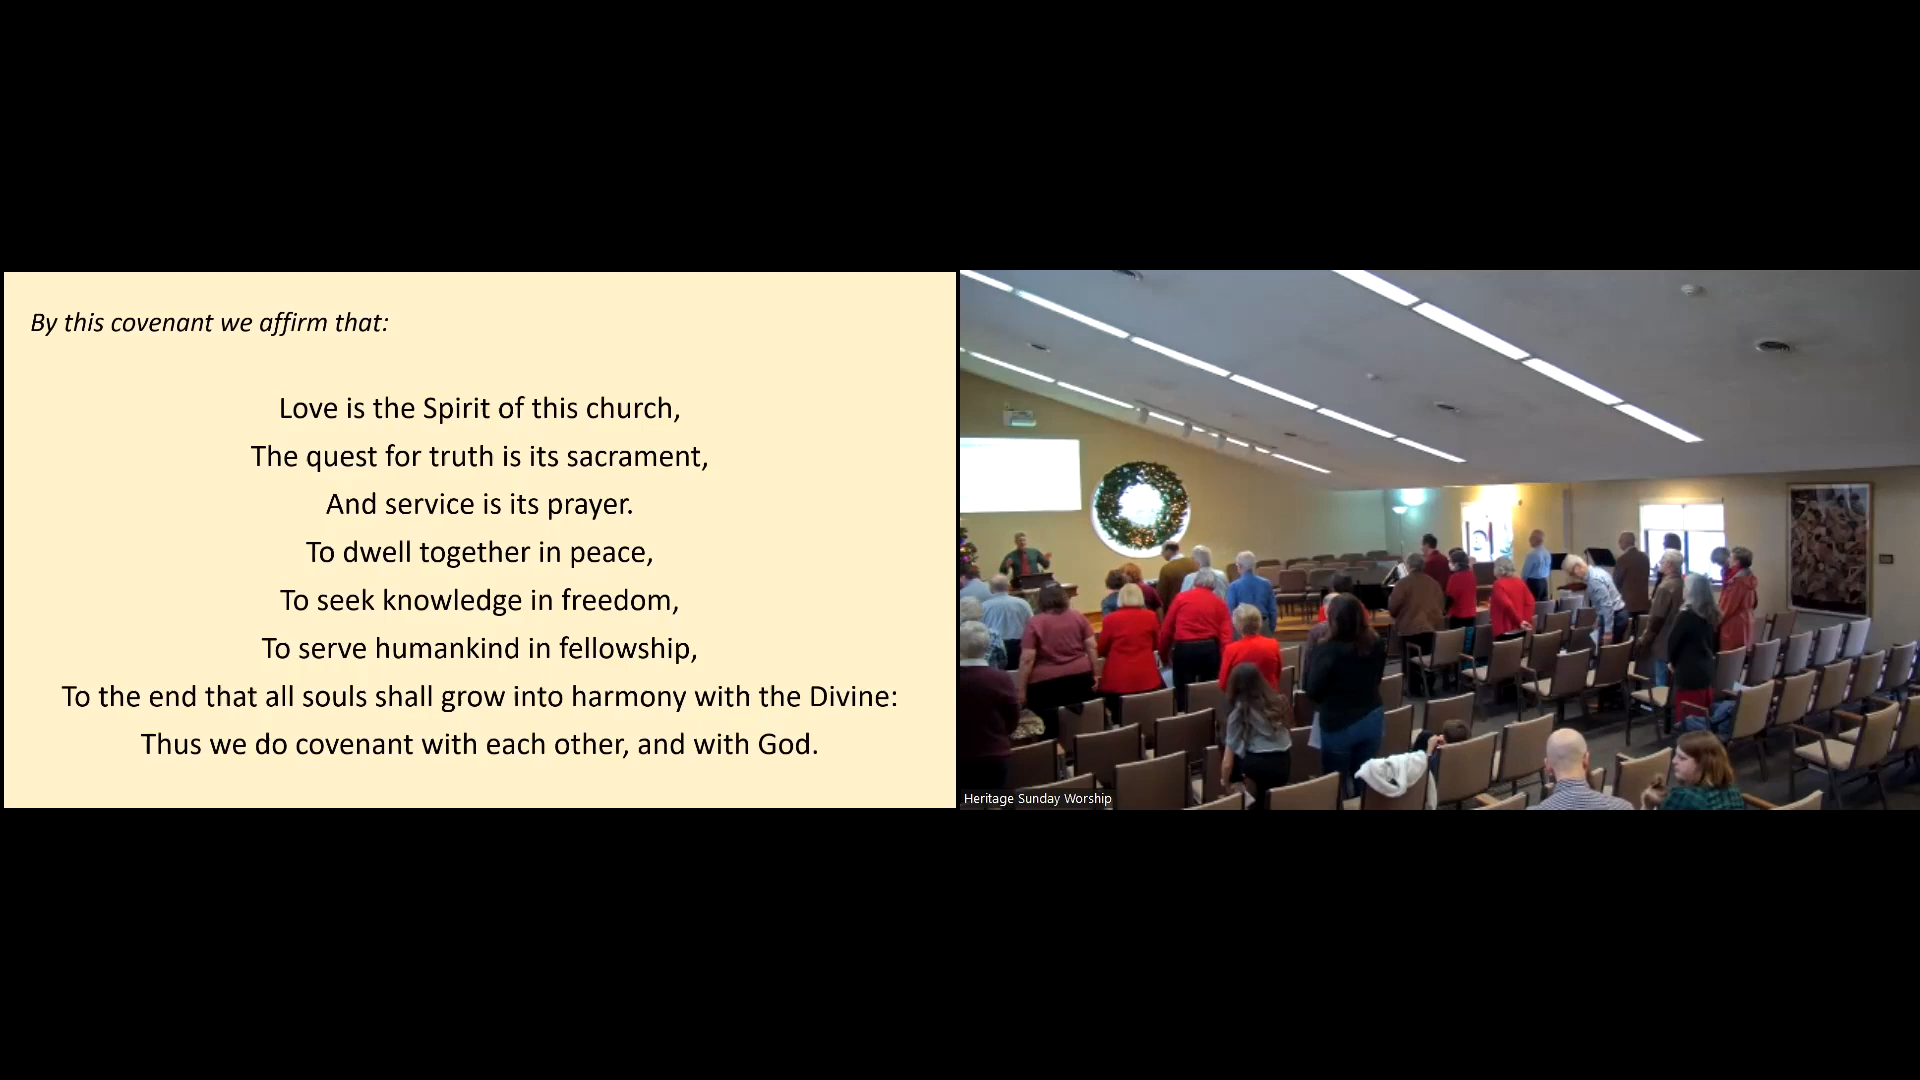 By this covenant we affirm that:
Love is the Spirit of this church,
The quest for truth is its sacrament,
And service is its prayer.
To dwell together in peace,
To seek knowledge in freedom,
To serve humankind in fellowship,
To the end that all souls shall grow into harmony with the Divine:
Thus we do covenant with each other, and with God.
Heritage Sunday Worship